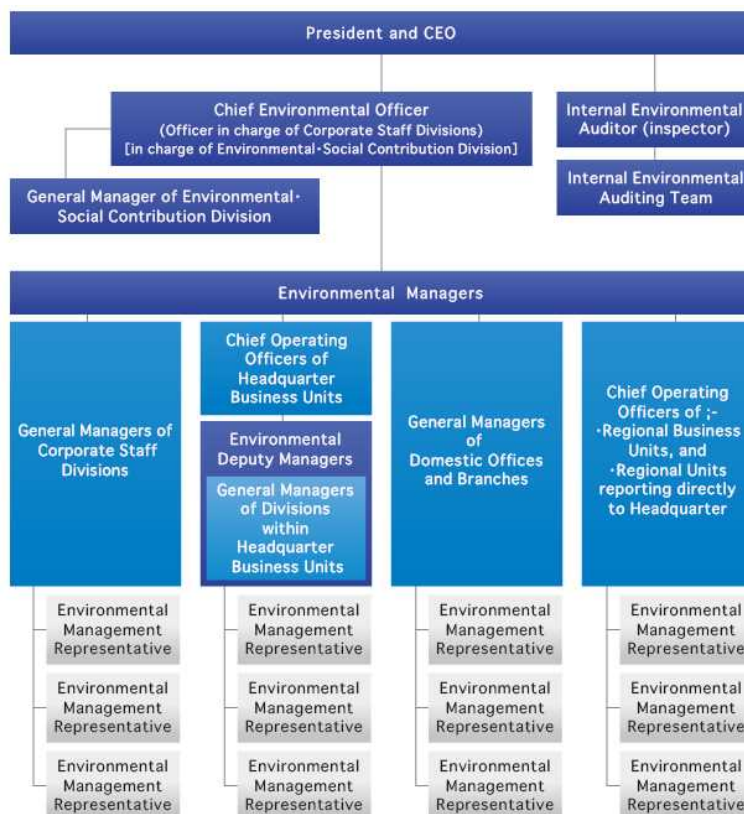 President and CEO
Chief Environmental Officer
(Officer in charge of Corporate Staff Divisions)
[in charge of Environmental·Social Contribution Division]
Internal Environmental
Auditor (inspector)
General Manager of Environmental·
Social Contribution Division
Internal Environmental
Auditing Team
Environmental Managers
General Managers of
Corporate Staff
Divisions
Chief Operating
Officers of
Headquarter
Business Units
Environmental
Deputy Managers
General Managers
of Divisions
within
Headquarter
Business Units
General Managers
of
Domestic Offices
and Branches
Chief Operating
Officers of ;-
·Regional Business
Units, and
·Regional Units
reporting directly
to Headquarter
Environmental
Management
Representative
Environmental
Management
Representative
Environmental
Management
Representative
Environmental
Management
Representative
Environmental
Management
Representative
Environmental
Management
Representative
Environmental
Management
Representative
Environmental
Management
Representative
Environmental
Management
Representative
Environmental
Management
Representative
Environmental
Management
Representative
Environmental
Management
Representative